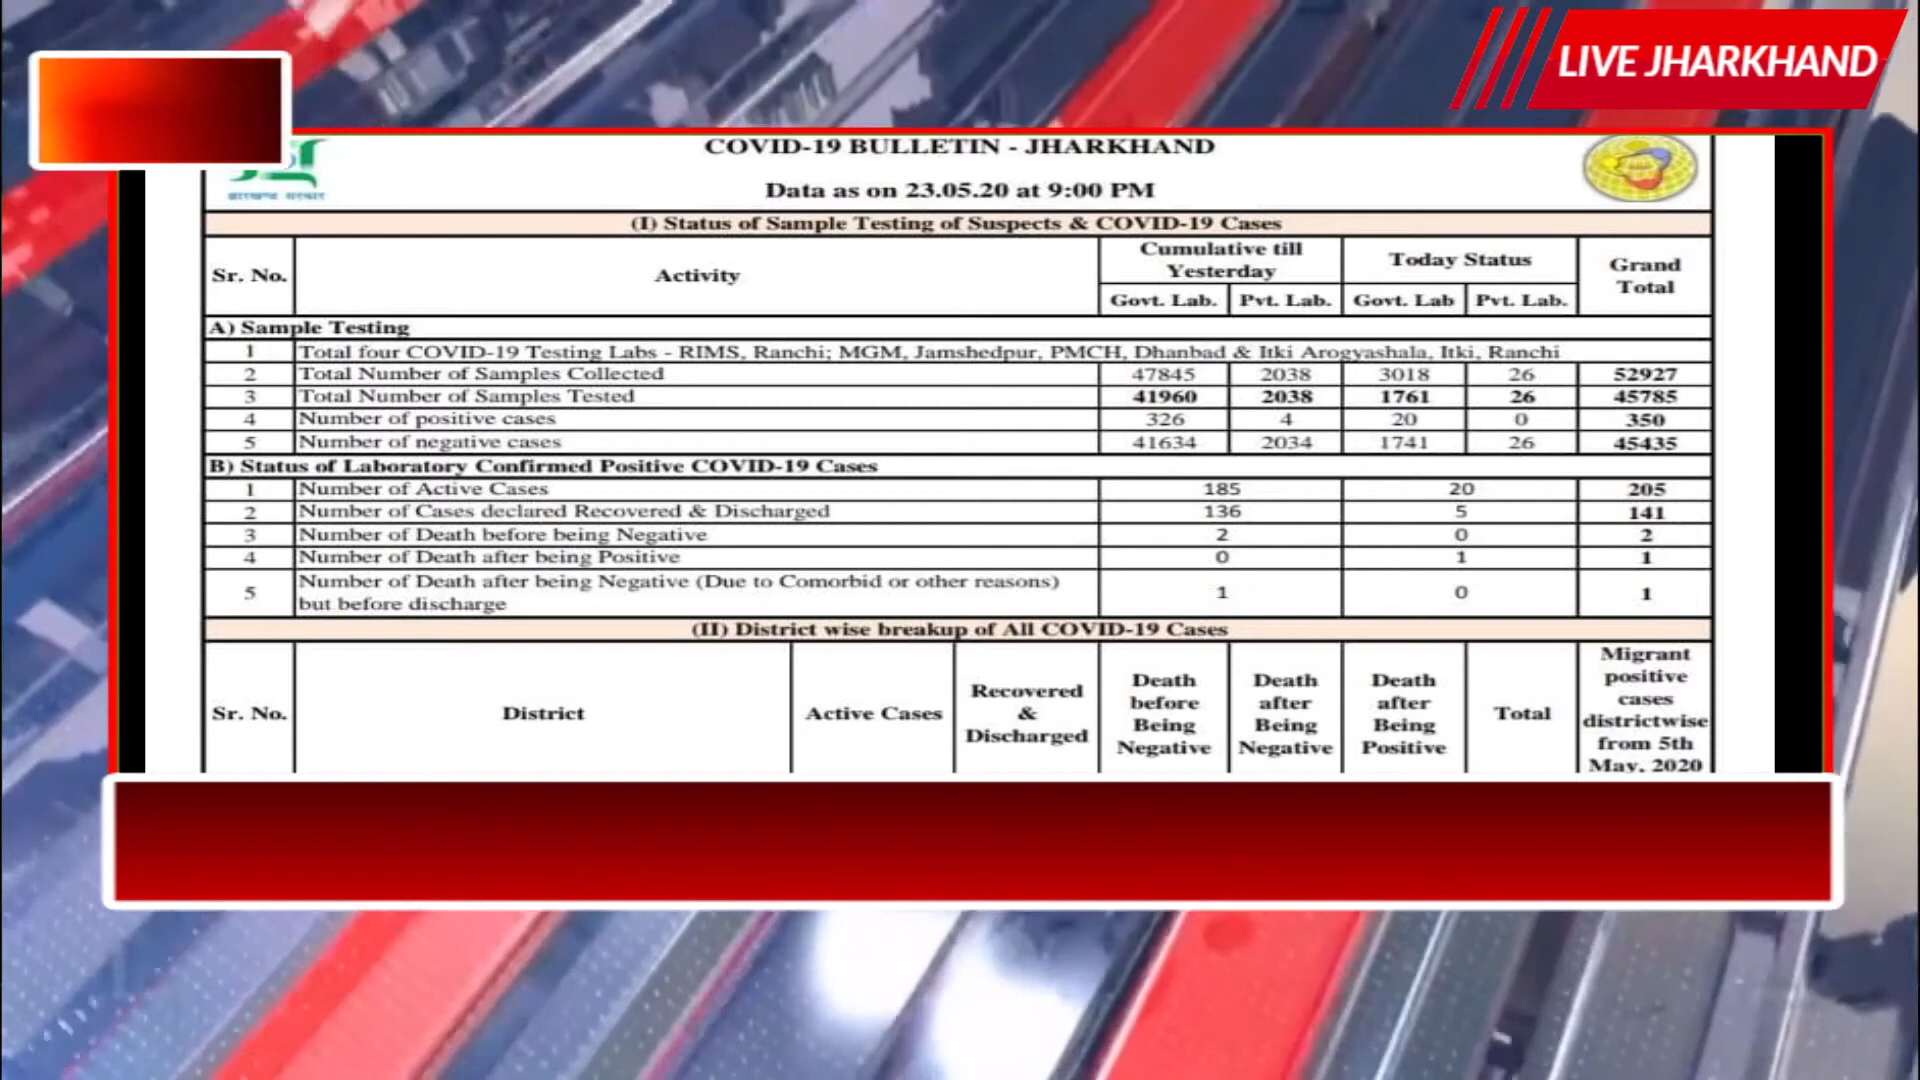 LIVE JHARKHAND
COVID-19 BULLETIN - JHARKHAND
झारखण्ड सरकार
Data as on 23.05.20 at 9:00 PM
(I) Status of Sample Testing of Suspects & COVID-19 Cases
Sr. No. Activity Cumulative till Yesterday Today Status Grand Total
Govt. Lab. Pvt. Lab. Govt. Lab Pvt. Lab.
A) Sample Testing
1 Total four COVID-19 Testing Labs - RIMS, Ranchi; MGM, Jamshedpur, PMCH, Dhanbad & Itki Arogyashala, Itki, Ranchi
2 Total Number of Samples Collected 47845 2038 3018 26 52927
3 Total Number of Samples Tested 41960 2038 1761 26 45785
4 Number of positive cases 326 4 20 0 350
5 Number of negative cases 41634 2034 1741 26 45435
B) Status of Laboratory Confirmed Positive COVID-19 Cases
1 Number of Active Cases 185 20 205
2 Number of Cases declared Recovered & Discharged 136 5 141
3 Number of Death before being Negative 2 0 2
4 Number of Death after being Positive 0 1 1
5 Number of Death after being Negative (Due to Comorbid or other reasons)
but before discharge 1 0 1
(II) District wise breakup of All COVID-19 Cases
Sr. No. District Active Cases Recovered & Discharged Death before Being Negative Death after Being Negative Death after Being Positive Total Migrant positive cases districtwise from 5th May, 2020